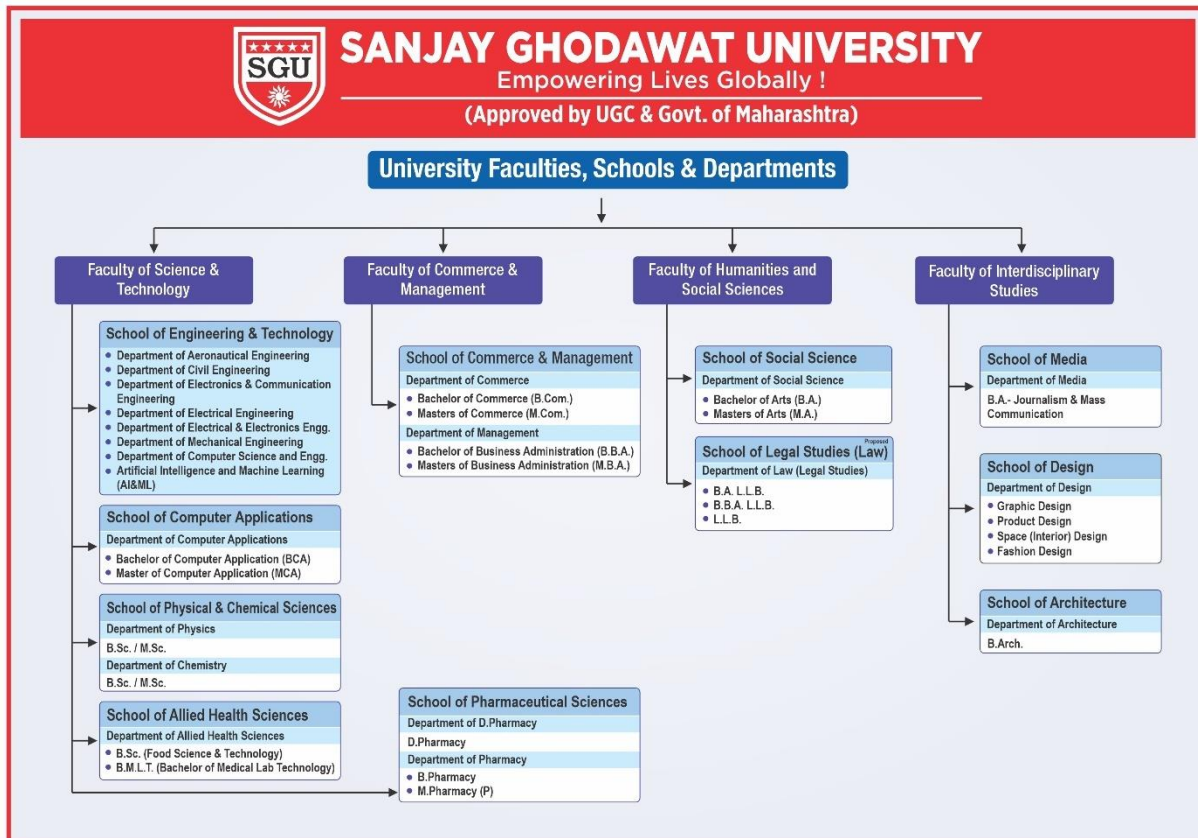 SGU
SANJAY GHODAWAT UNIVERSITY
Empowering Lives Globally !
(Approved by UGC & Govt. of Maharashtra)
University Faculties, Schools & Departments
Faculty of Science &
Technology
School of Engineering & Technology
• Department of Aeronautical Engineering
• Department of Civil Engineering
• Department of Electronics & Communication
Engineering
• Department of Electrical Engineering
• Department of Electrical & Electronics Engg.
• Department of Mechanical Engineering
• Department of Computer Science and Engg.
• Artificial Intelligence and Machine Learning
(AI&ML)
School of Computer Applications
Department of Computer Applications
• Bachelor of Computer Application (BCA)
• Master of Computer Application (MCA)
School of Physical & Chemical Sciences
Department of Physics
B.Sc. / M.Sc.
Department of Chemistry
B.Sc. / M.Sc.
School of Allied Health Sciences
Department of Allied Health Sciences
• B.Sc. (Food Science & Technology)
• B.M.L.T. (Bachelor of Medical Lab Technology)
School of Pharmaceutical Sciences
Department of D.Pharmacy
D.Pharmacy
Department of Pharmacy
• B.Pharmacy
• M.Pharmacy (P)
Faculty of Commerce &
Management
School of Commerce & Management
Department of Commerce
• Bachelor of Commerce (B.Com.)
• Masters of Commerce (M.Com.)
Department of Management
• Bachelor of Business Administration (B.B.A.)
• Masters of Business Administration (M.B.A.)
Faculty of Humanities and
Social Sciences
School of Social Science
Department of Social Science
• Bachelor of Arts (B.A.)
• Masters of Arts (M.A.)
Proposed
School of Legal Studies (Law)
Department of Law (Legal Studies)
• B.A. L.L.B.
• B.B.A. L.L.B.
• L.L.B.
Faculty of Interdisciplinary
Studies
School of Media
Department of Media
B.A.- Journalism & Mass
Communication
School of Design
Department of Design
• Graphic Design
• Product Design
• Space (Interior) Design
• Fashion Design
School of Architecture
Department of Architecture
B.Arch.